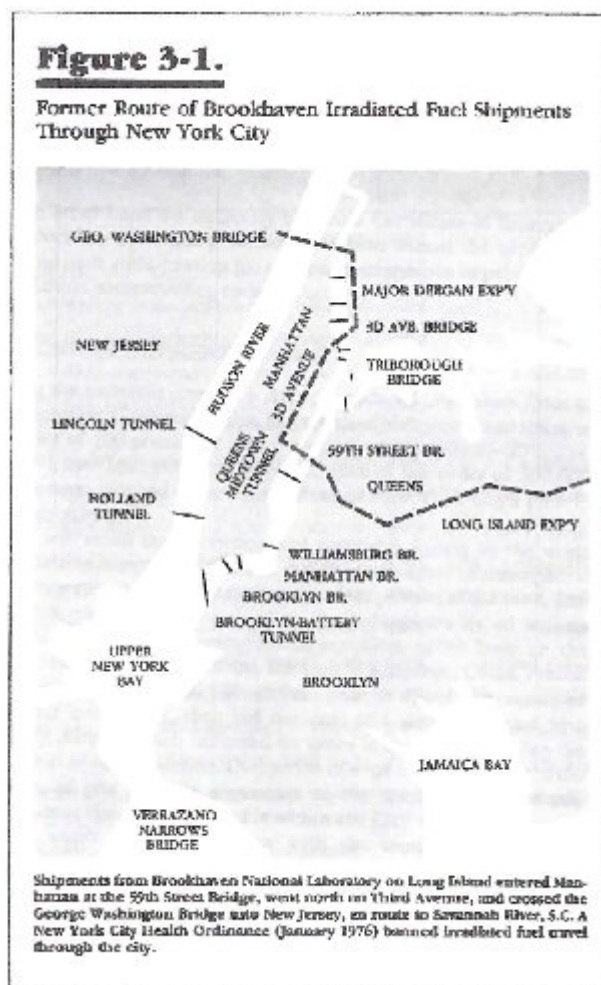 Figure 3-1.
Former Route of Brookhaven Irradiated Fuel Shipments
Through New York City
GEO. WASHINGTON BRIDGE
MAJOR DEEGAN EXP'Y
3D AVE. BRIDGE
NEW JERSEY
HUDSON RIVER
MANHATTAN
3D AVENUE
TRIBOROUGH
BRIDGE
LINCOLN TUNNEL
QUEENS
MIDTOWN
TUNNEL
59TH STREET BR.
QUEENS
HOLLAND
TUNNEL
LONG ISLAND EXP'Y
WILLIAMSBURG BR.
MANHATTAN BR.
BROOKLYN BR.
BROOKLYN-BATTERY
TUNNEL
UPPER
NEW YORK
BAY
BROOKLYN
JAMAICA BAY
VERRAZANO
NARROWS
BRIDGE
Shipments from Brookhaven National Laboratory on Long Island entered Man-
hattan at the 59th Street Bridge, went north on Third Avenue, and crossed the
George Washington Bridge into New Jersey, en route to Savannah River, S.C. A
New York City Health Ordinance (January 1976) banned irradiated fuel travel
through the city.